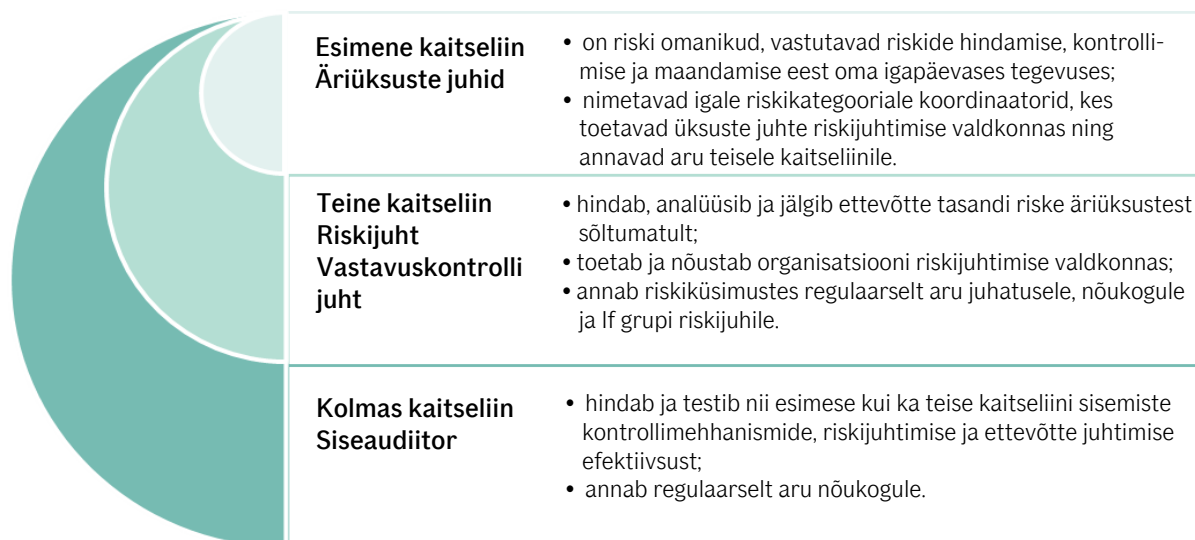 Esimene kaitseliin
Äriüksuste juhid
• on riski omanikud, vastutavad riskide hindamise, kontrolli-
mise ja maandamise eest oma igapäevases tegevuses;
• nimetavad igale riskikategooriale koordinaatorid, kes
toetavad üksuste juhte riskijuhtimise valdkonnas ning
annavad aru teisele kaitseliinile.
Teine kaitseliin
Riskijuht
Vastavuskontrolli
juht
• hindab, analüüsib ja jälgib ettevõtte tasandi riske äriüksustest
sõltumatult;
• toetab ja nõustab organisatsiooni riskijuhtimise valdkonnas;
• annab riskiküsimustes regulaarselt aru juhatusele, nõukogule
ja If grupi riskijuhile.
Kolmas kaitseliin
Siseaudiitor
• hindab ja testib nii esimese kui ka teise kaitseliini sisemiste
kontrollimehhanismide, riskijuhtimise ja ettevõtte juhtimise
efektiivsust;
• annab regulaarselt aru nõukogule.